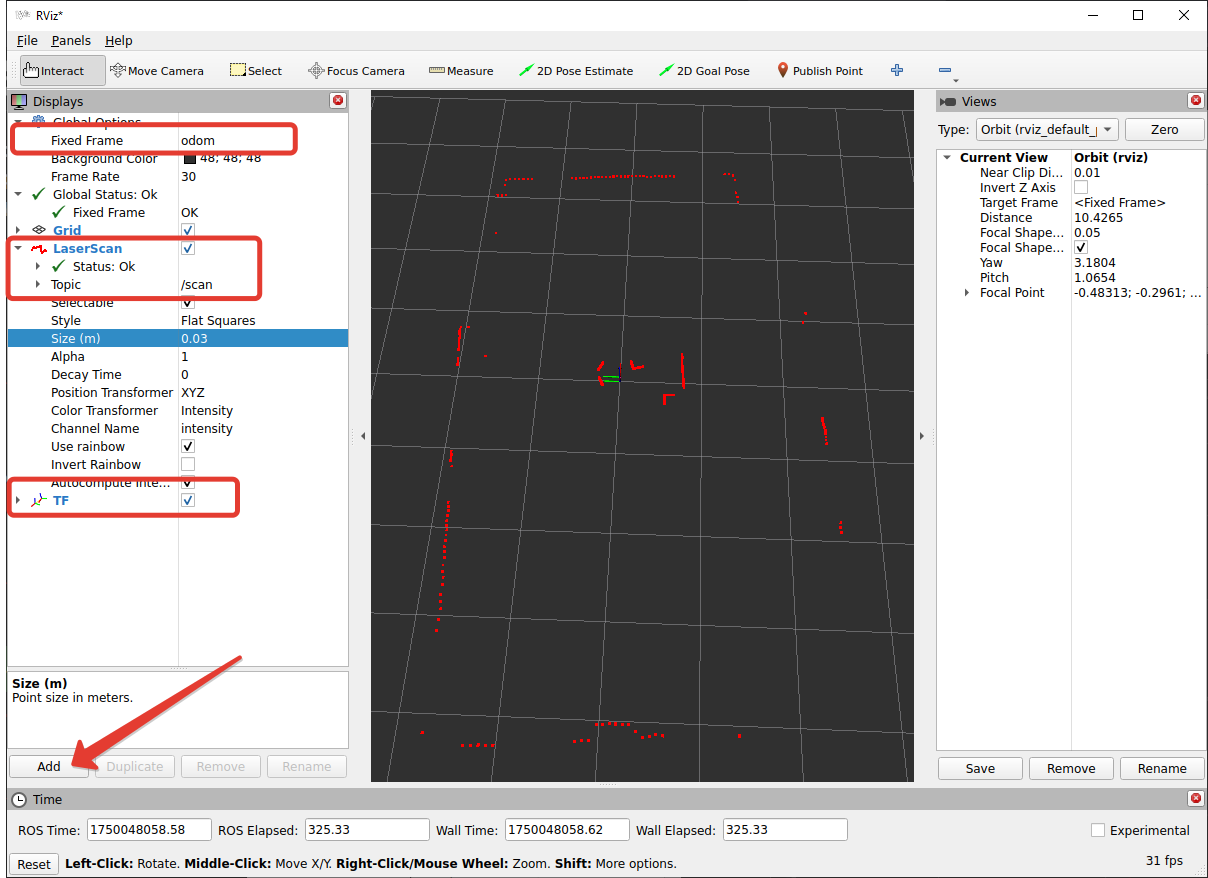 RViz*
File Panels Help
Interact Move Camera Select Focus Camera Measure 2D Pose Estimate 2D Goal Pose Publish Point
Displays
Global Options
Fixed Frame odom
Background Color 48; 48; 48
Frame Rate 30
Global Status: Ok
Fixed Frame OK
Grid
LaserScan
Status: Ok
Topic /scan
Selectable
Style Flat Squares
Size (m) 0.03
Alpha 1
Decay Time 0
Position Transformer XYZ
Color Transformer Intensity
Channel Name intensity
Use rainbow
Invert Rainbow
Autocompute Inte...
TF
Size (m)
Point size in meters.
Add Duplicate Remove Rename
Views
Type: Orbit (rviz_default_ Zero
Current View Orbit (rviz)
Near Clip Di... 0.01
Invert Z Axis
Target Frame <Fixed Frame>
Distance 10.4265
Focal Shape... 0.05
Focal Shape...
Yaw 3.1804
Pitch 1.0654
Focal Point -0.48313; -0.2961; ...
Save Remove Rename
Time
ROS Time: 1750048058.58 ROS Elapsed: 325.33 Wall Time: 1750048058.62 Wall Elapsed: 325.33 Experimental
Reset Left-Click: Rotate. Middle-Click: Move X/Y. Right-Click/Mouse Wheel: Zoom. Shift: More options. 31 fps